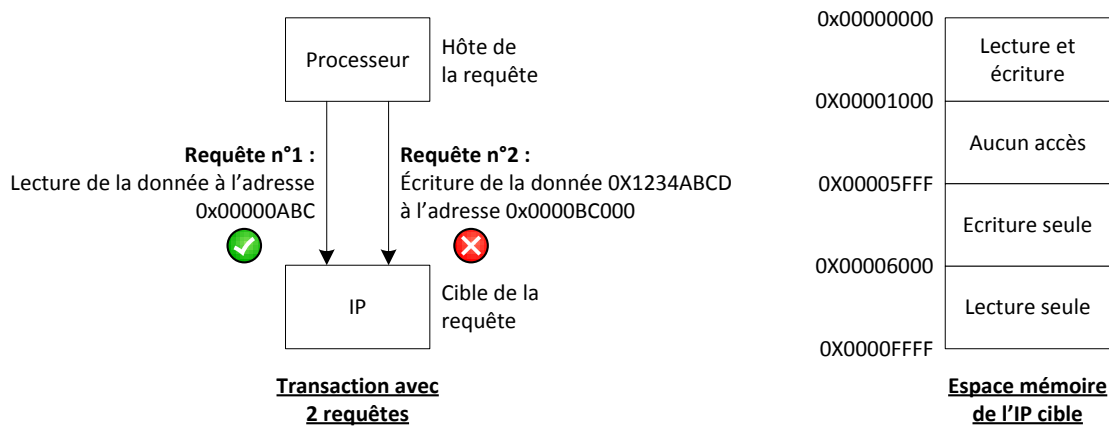 Processeur
Hôte de
la requête
Requête n°1 :
Lecture de la donnée à l'adresse
0x00000ABC
Requête n°2 :
Écriture de la donnée 0X1234ABCD
à l'adresse 0x0000BC000
IP
Cible de la
requête
Transaction avec
2 requêtes
0x00000000
Lecture et
écriture
0X00001000
Aucun accès
0X00005FFF
Ecriture seule
0X00006000
Lecture seule
0X0000FFFF
Espace mémoire
de l'IP cible